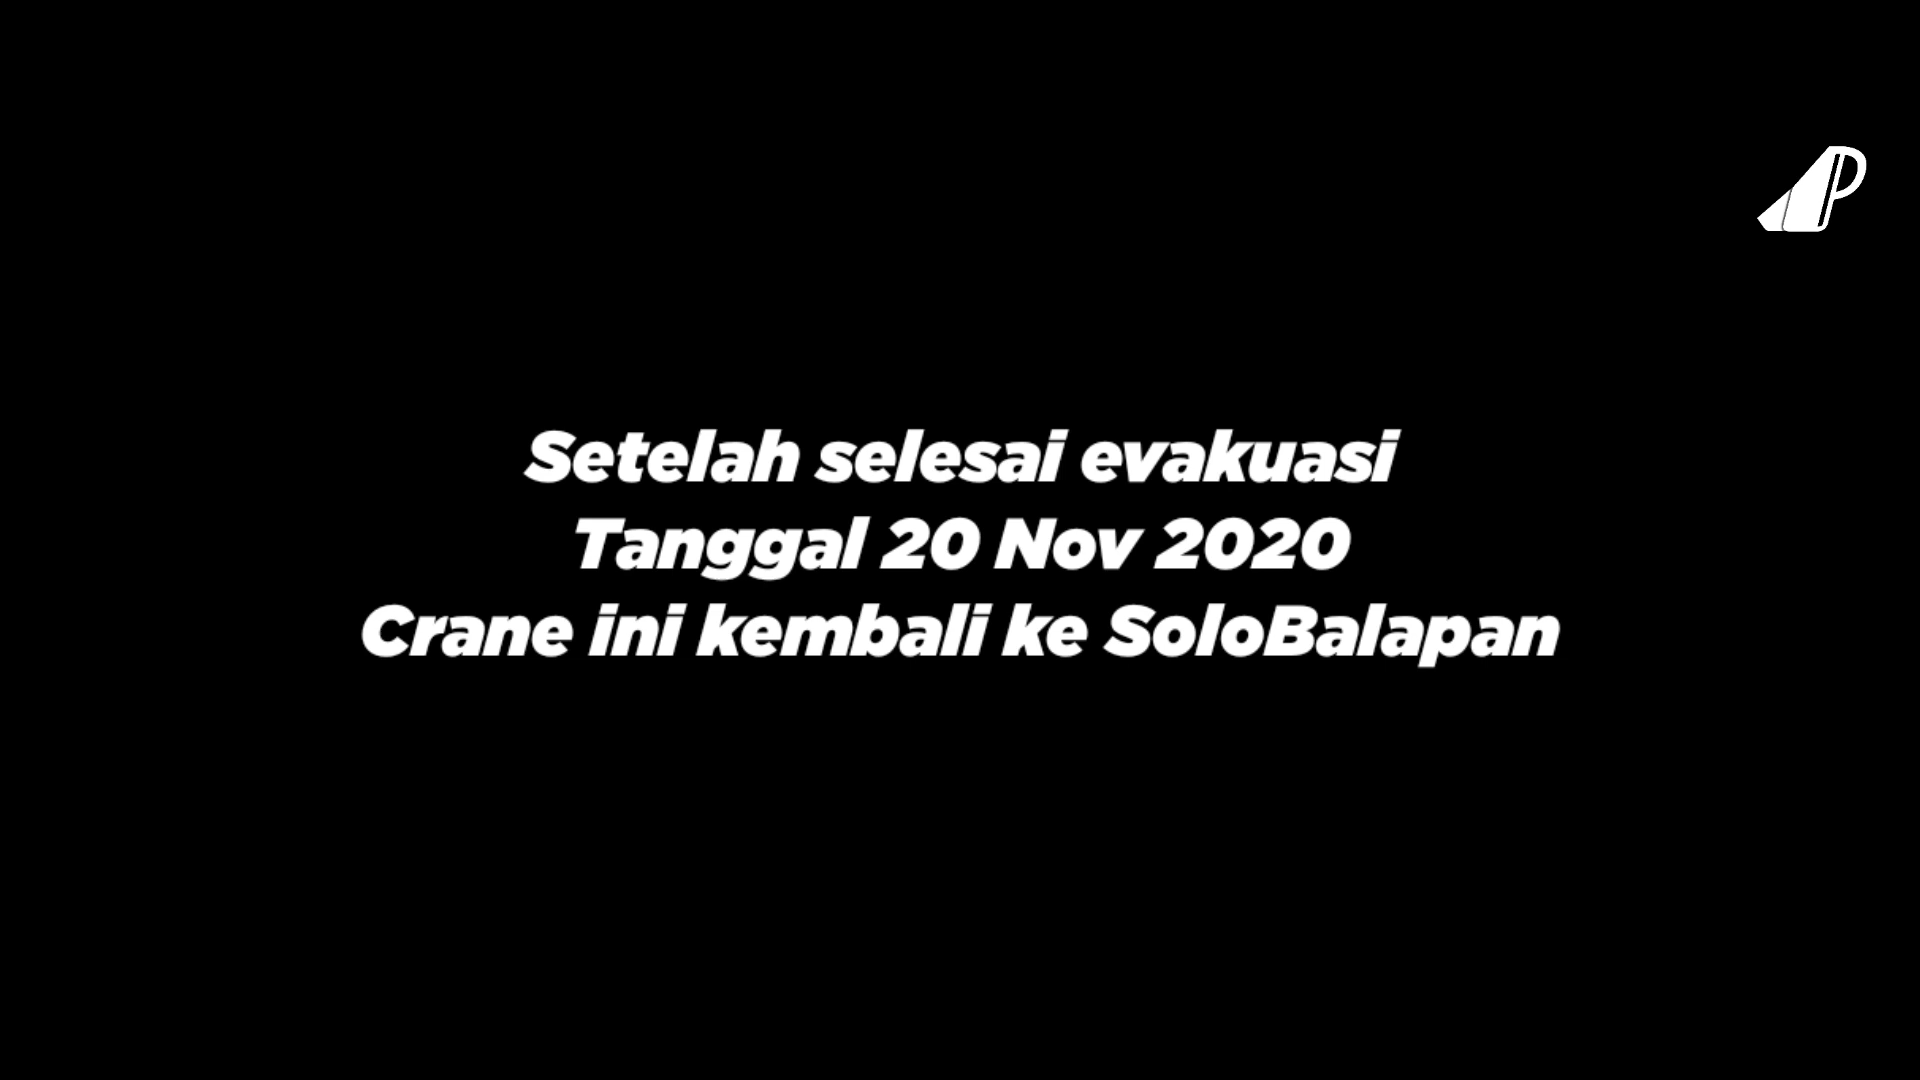 Setelah selesai evakuasi
Tanggal 20 Nov 2020
Crane ini kembali ke SoloBalapan